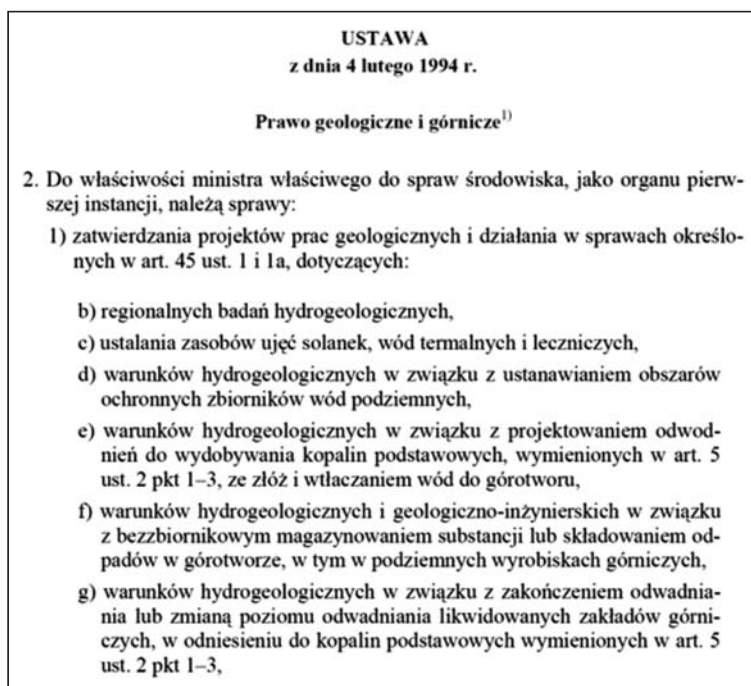 USTAWA
z dnia 4 lutego 1994 r.
Prawo geologiczne i górnicze1)
2. Do właściwości ministra właściwego do spraw środowiska, jako organu pierw-
szej instancji, należą sprawy:
1) zatwierdzania projektów prac geologicznych i działania w sprawach określo-
nych w art. 45 ust. 1 i 1a, dotyczących:
b) regionalnych badań hydrogeologicznych,
c) ustalania zasobów ujęć solanek, wód termalnych i leczniczych,
d) warunków hydrogeologicznych w związku z ustanawianiem obszarów
ochronnych zbiorników wód podziemnych,
e) warunków hydrogeologicznych w związku z projektowaniem odwod-
nień do wydobywania kopalin podstawowych, wymienionych w art. 5
ust. 2 pkt 1–3, ze złóż i wtłaczaniem wód do górotworu,
f) warunków hydrogeologicznych i geologiczno-inżynierskich w związku
z bezzbiornikowym magazynowaniem substancji lub składowaniem od-
padów w górotworze, w tym w podziemnych wyrobiskach górniczych,
g) warunków hydrogeologicznych w związku z zakończeniem odwadnia-
nia lub zmianą poziomu odwadniania likwidowanych zakładów górni-
czych, w odniesieniu do kopalin podstawowych wymienionych w art. 5
ust. 2 pkt 1–3,